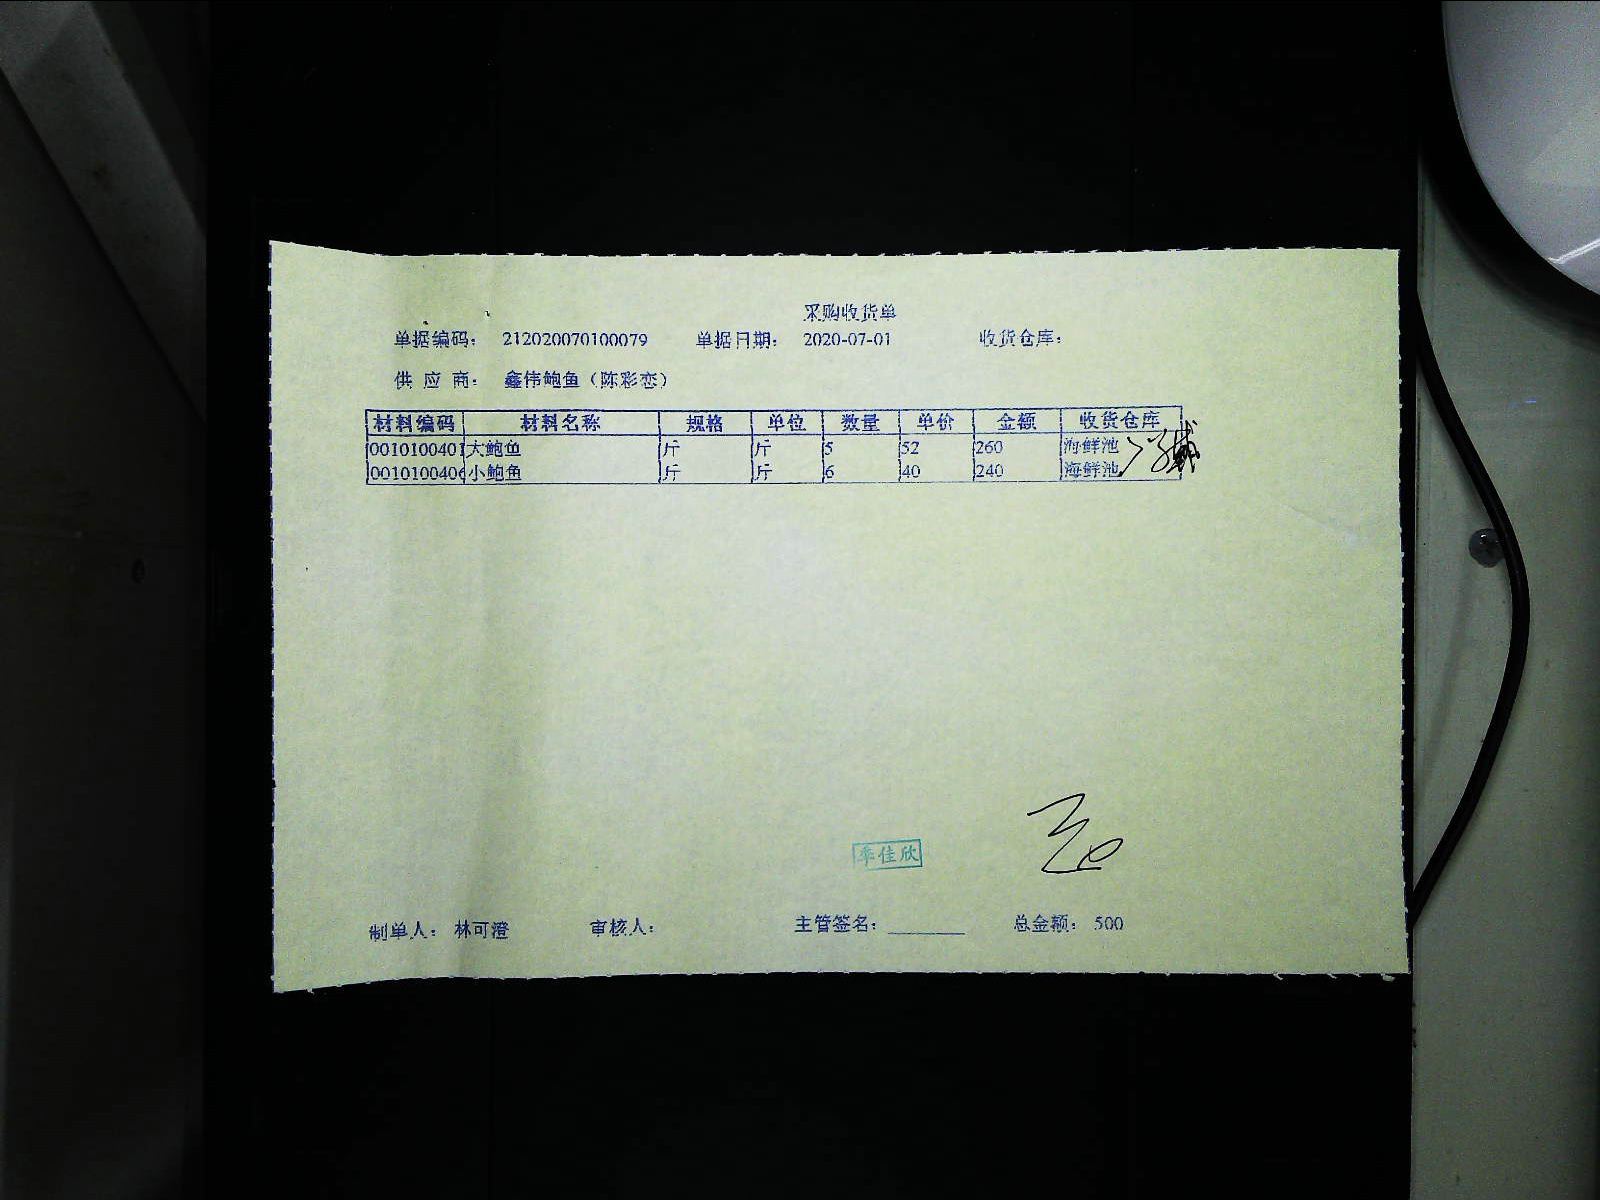 采购收货单
单据编码: 212020070100079 单据日期: 2020-07-01 收货仓库:
供 应 商: 鑫伟鲍鱼（陈彩恋）
材料编码 材料名称 规格 单位 数量 单价 金额 收货仓库
0010100401 大鲍鱼 斤 斤 5 52 260 海鲜池
0010100406 小鲍鱼 斤 斤 6 40 240 海鲜池
季佳欣
制单人: 林可澄 审核人: 主管签名: 总金额: 500